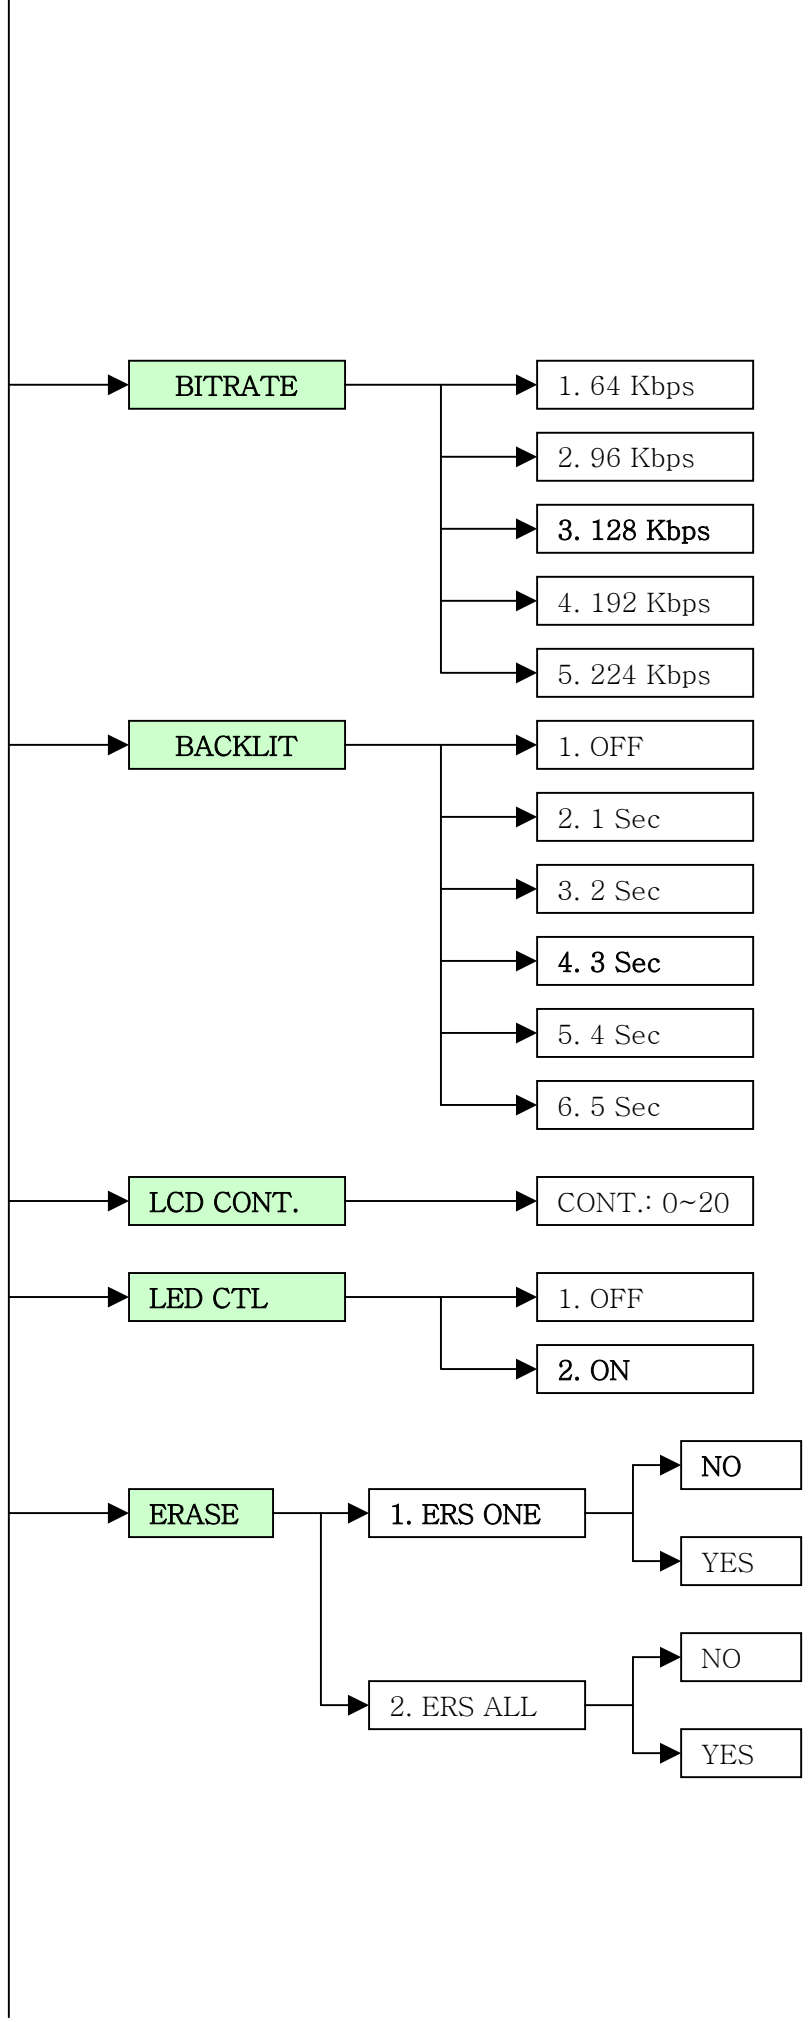 BITRATE
1. 64 Kbps
2. 96 Kbps
3. 128 Kbps
4. 192 Kbps
5. 224 Kbps
BACKLIT
1. OFF
2. 1 Sec
3. 2 Sec
4. 3 Sec
5. 4 Sec
6. 5 Sec
LCD CONT.
CONT.: 0~20
LED CTL
1. OFF
2. ON
ERASE
1. ERS ONE
NO
YES
2. ERS ALL
NO
YES